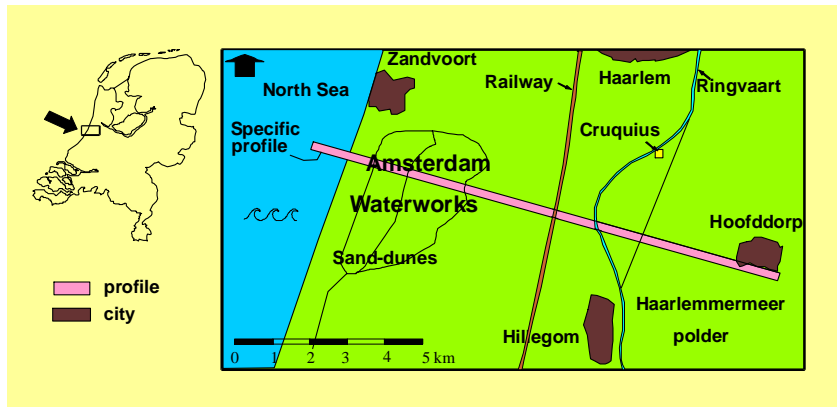 Zandvoort
North Sea
Railway
Haarlem
Ringvaart
Specific
profile
Cruquius
Amsterdam
Waterworks
Hoofddorp
Sand-dunes
profile
city
Haarlemmermeer
polder
Hillegom
0 1 2 3 4 5 km